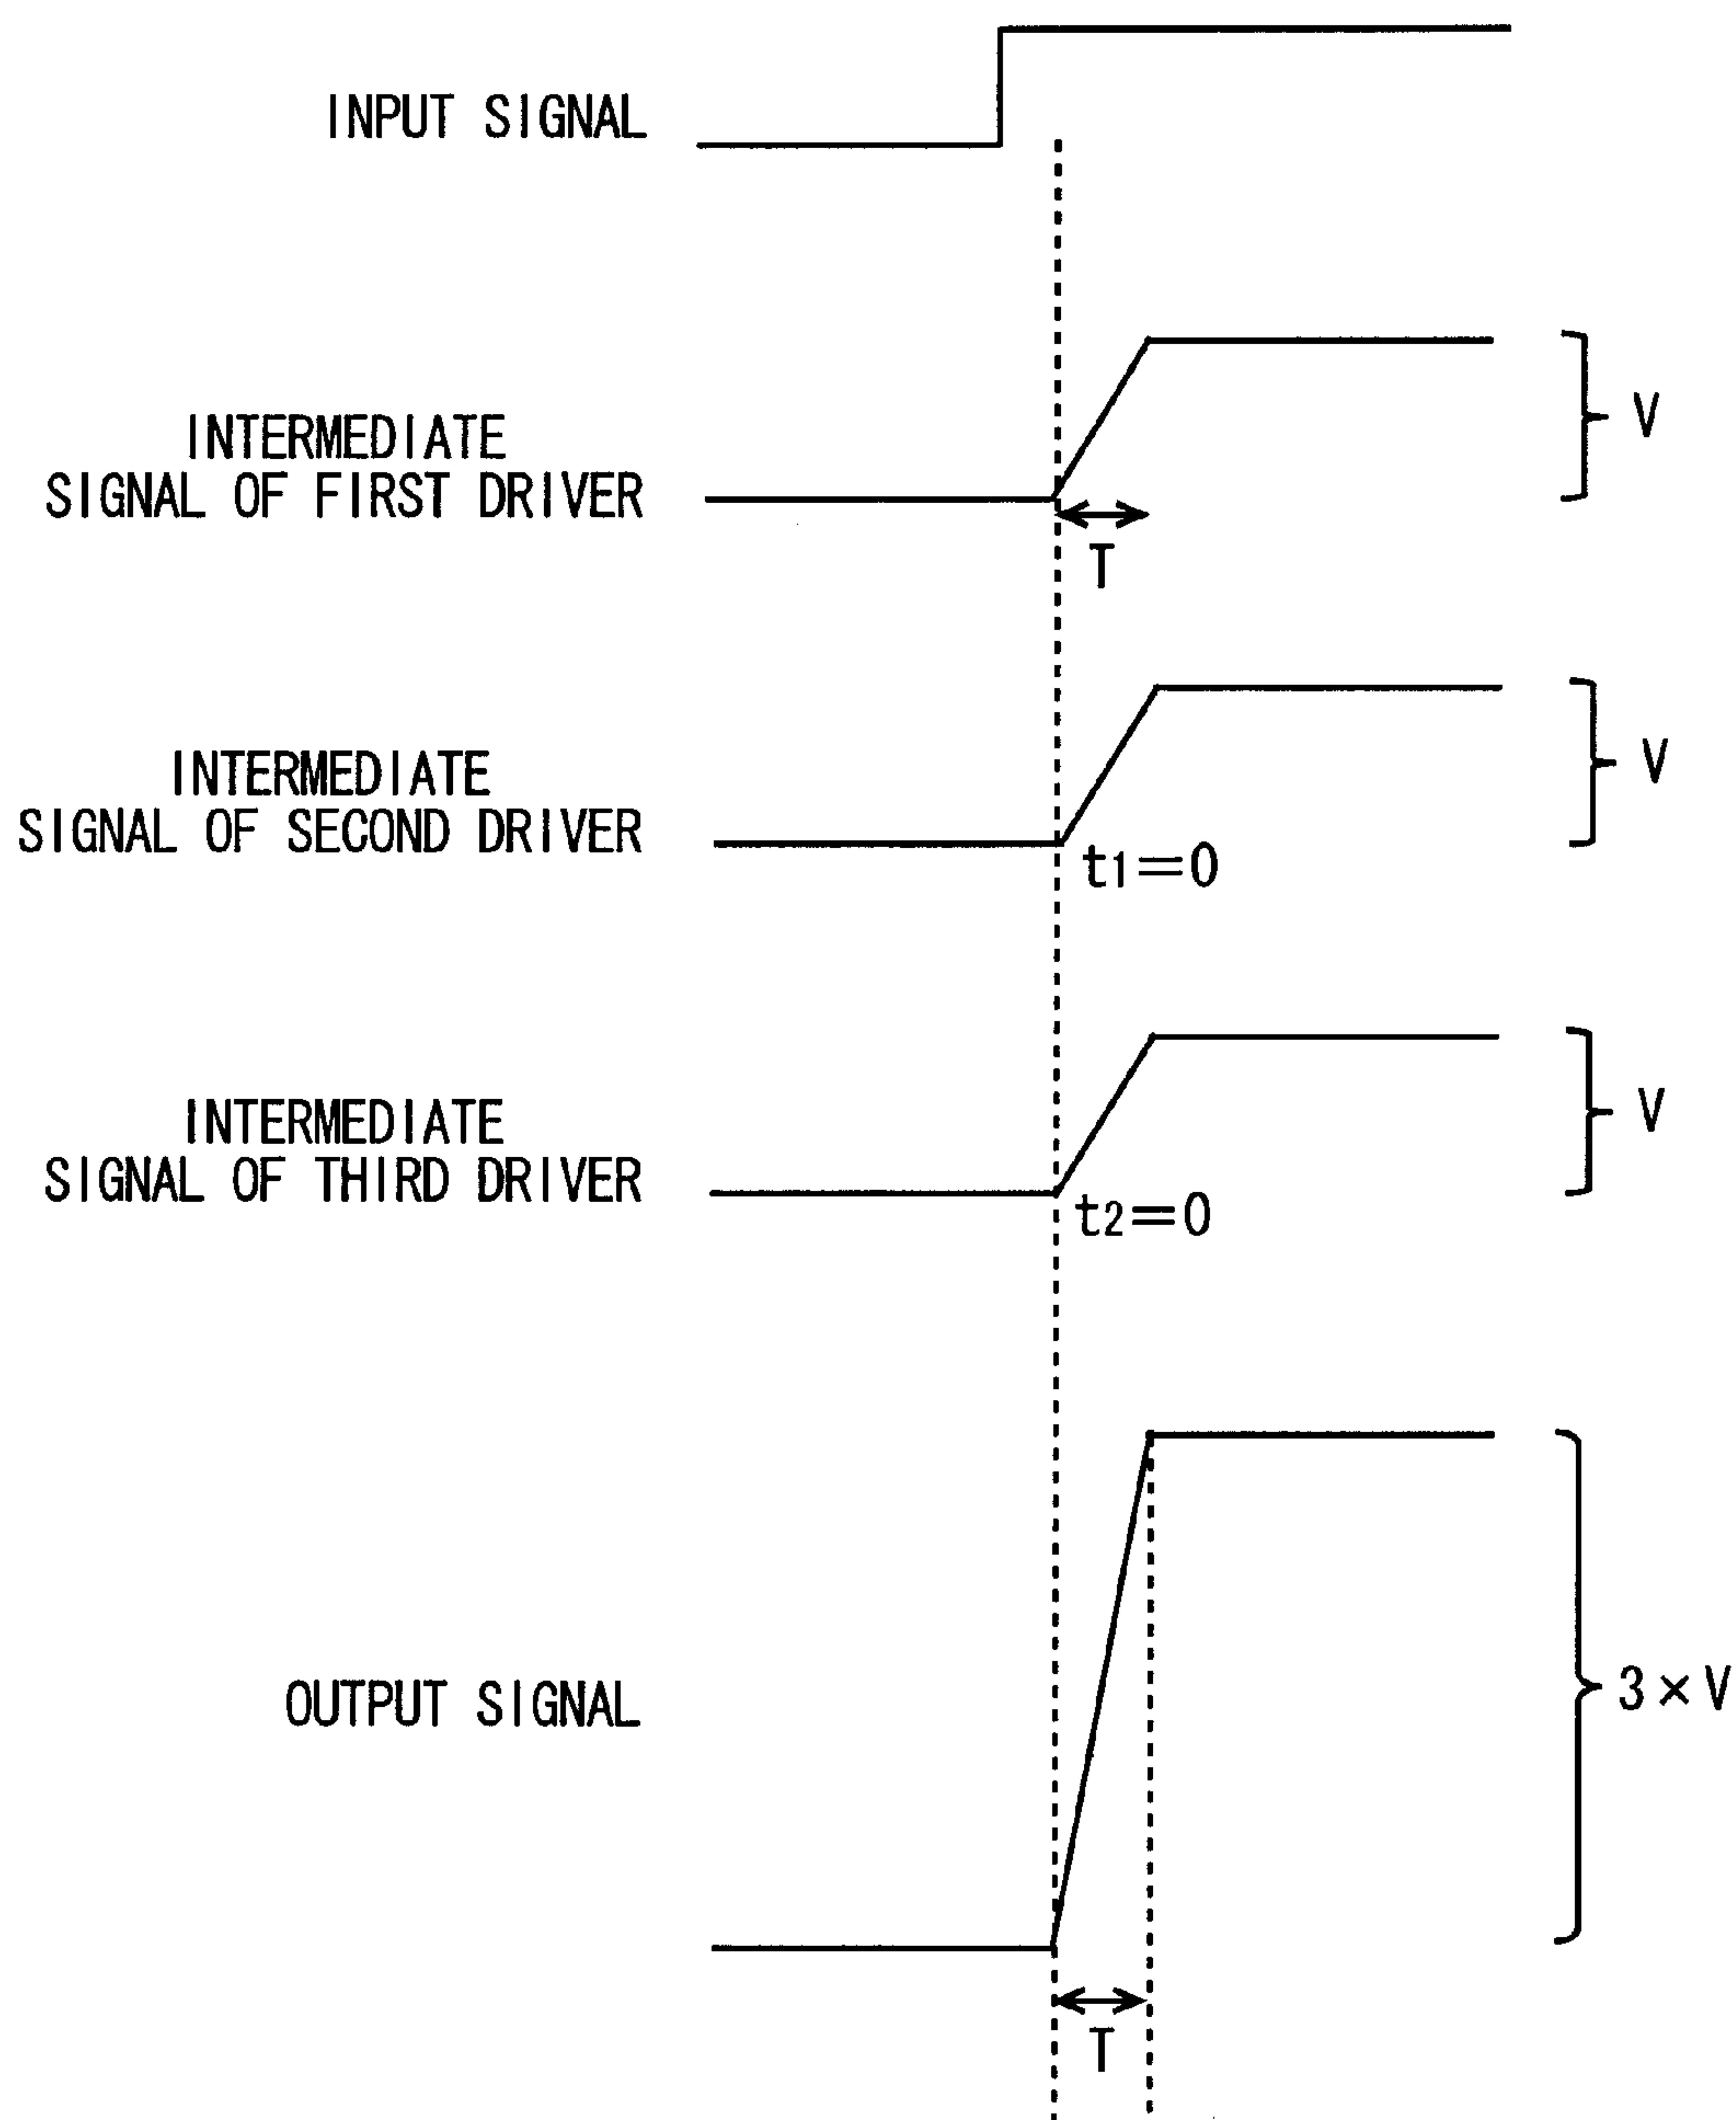 INPUT SIGNAL
INTERMEDIATE
SIGNAL OF FIRST DRIVER
V
T
INTERMEDIATE
SIGNAL OF SECOND DRIVER
V
t1=0
INTERMEDIATE
SIGNAL OF THIRD DRIVER
V
t2=0
OUTPUT SIGNAL
3×V
T